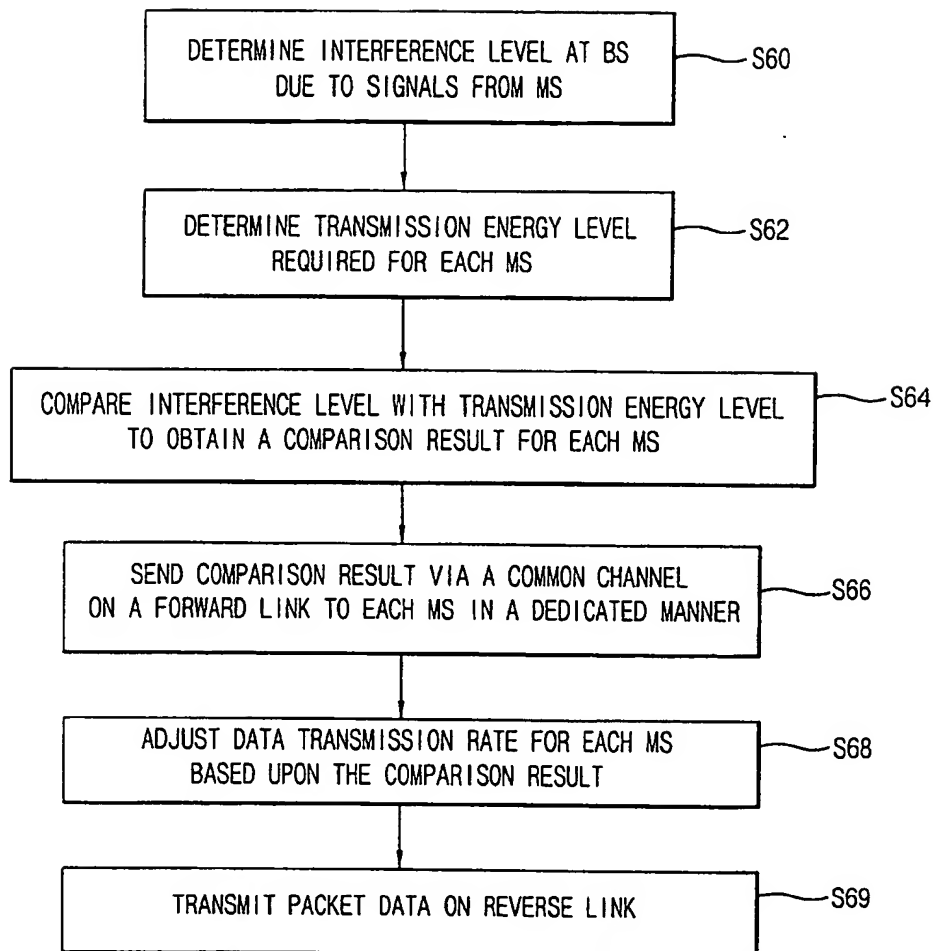 DETERMINE INTERFERENCE LEVEL AT BS
DUE TO SIGNALS FROM MS
S60
DETERMINE TRANSMISSION ENERGY LEVEL
REQUIRED FOR EACH MS
S62
COMPARE INTERFERENCE LEVEL WITH TRANSMISSION ENERGY LEVEL
TO OBTAIN A COMPARISON RESULT FOR EACH MS
S64
SEND COMPARISON RESULT VIA A COMMON CHANNEL
ON A FORWARD LINK TO EACH MS IN A DEDICATED MANNER
S66
ADJUST DATA TRANSMISSION RATE FOR EACH MS
BASED UPON THE COMPARISON RESULT
S68
TRANSMIT PACKET DATA ON REVERSE LINK
S69